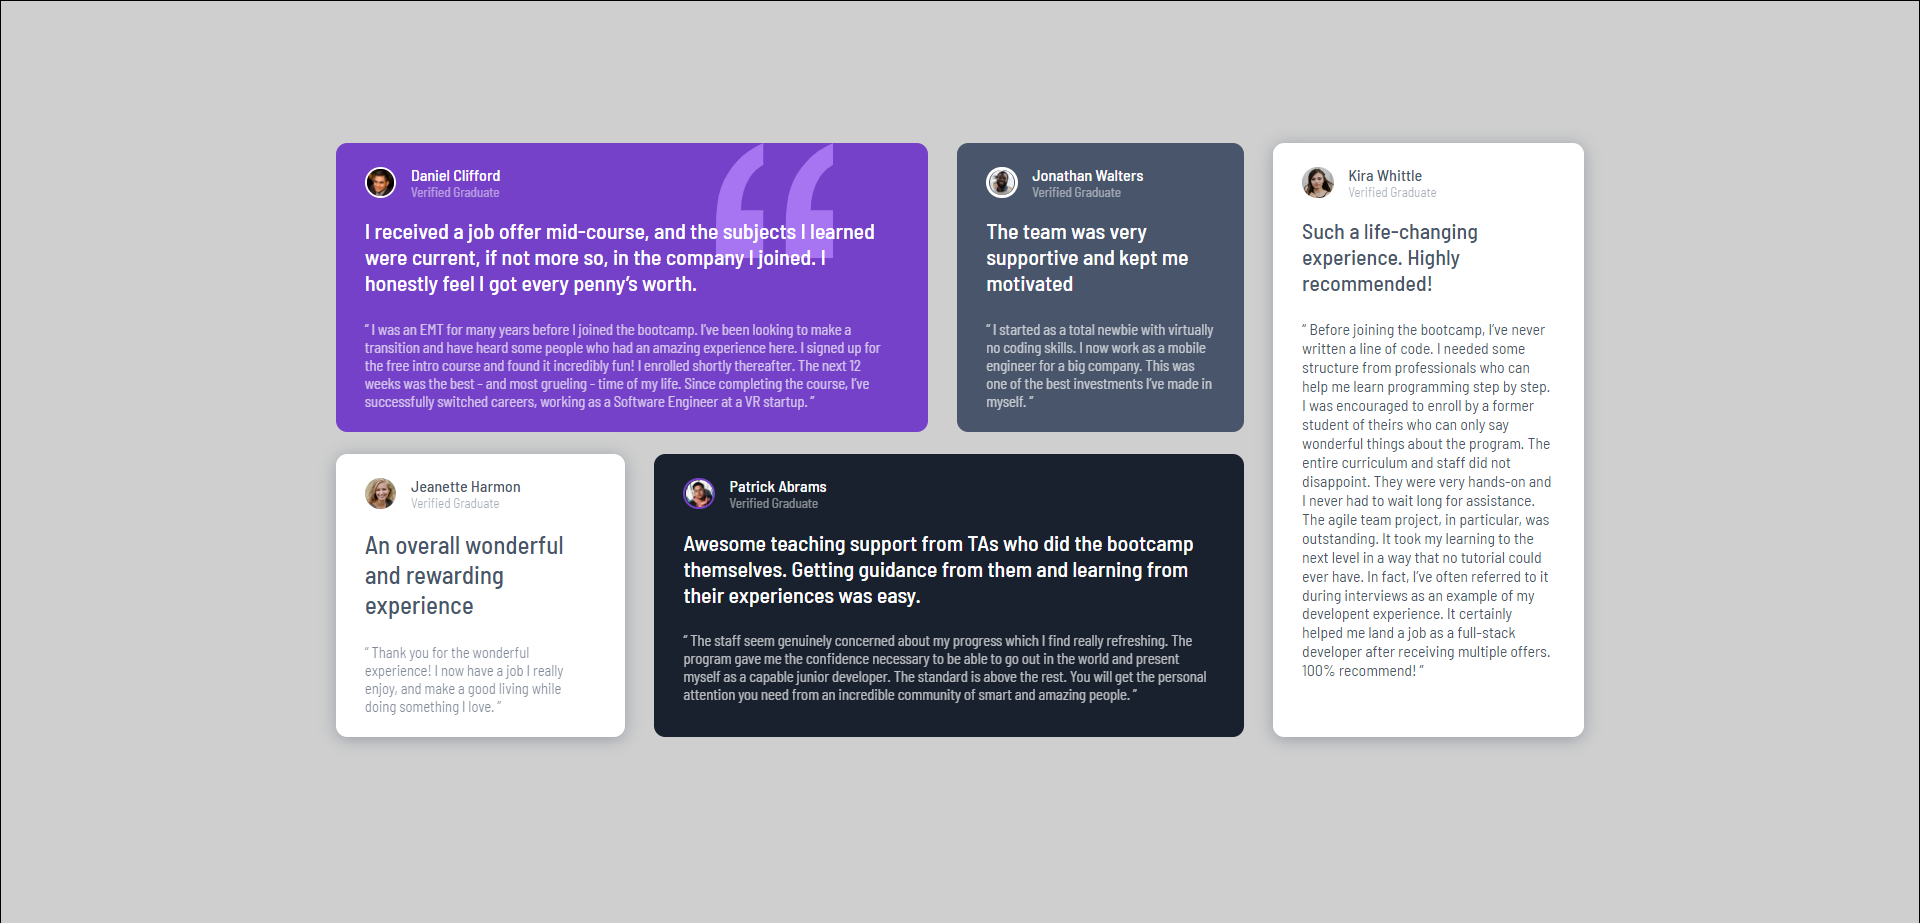 Daniel Clifford
Verified Graduate
I received a job offer mid-course, and the subjects I learned
were current, if not more so, in the company I joined. I
honestly feel I got every penny’s worth.
“ I was an EMT for many years before I joined the bootcamp. I’ve been looking to make a
transition and have heard some people who had an amazing experience here. I signed up for
the free intro course and found it incredibly fun! I enrolled shortly thereafter. The next 12
weeks was the best - and most grueling - time of my life. Since completing the course, I’ve
successfully switched careers, working as a Software Engineer at a VR startup. ”
Jonathan Walters
Verified Graduate
The team was very
supportive and kept me
motivated
“ I started as a total newbie with virtually
no coding skills. I now work as a mobile
engineer for a big company. This was
one of the best investments I’ve made in
myself. ”
Kira Whittle
Verified Graduate
Such a life-changing
experience. Highly
recommended!
“ Before joining the bootcamp, I’ve never
written a line of code. I needed some
structure from professionals who can
help me learn programming step by step.
I was encouraged to enroll by a former
student of theirs who can only say
wonderful things about the program. The
entire curriculum and staff did not
disappoint. They were very hands-on and
I never had to wait long for assistance.
The agile team project, in particular, was
outstanding. It took my learning to the
next level in a way that no tutorial could
ever have. In fact, I’ve often referred to it
during interviews as an example of my
developent experience. It certainly
helped me land a job as a full-stack
developer after receiving multiple offers.
100% recommend! “
Jeanette Harmon
Verified Graduate
An overall wonderful
and rewarding
experience
“ Thank you for the wonderful
experience! I now have a job I really
enjoy, and make a good living while
doing something I love. ”
Patrick Abrams
Verified Graduate
Awesome teaching support from TAs who did the bootcamp
themselves. Getting guidance from them and learning from
their experiences was easy.
“ The staff seem genuinely concerned about my progress which I find really refreshing. The
program gave me the confidence necessary to be able to go out in the world and present
myself as a capable junior developer. The standard is above the rest. You will get the personal
attention you need from an incredible community of smart and amazing people. ”